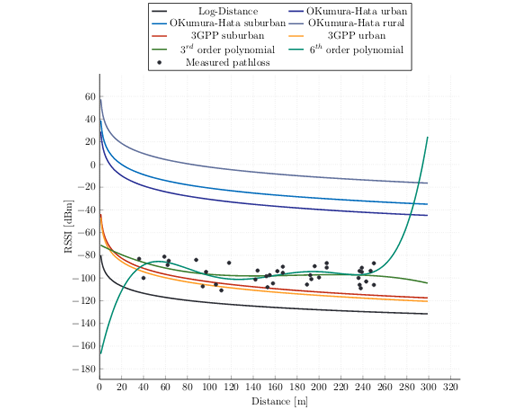 Log-Distance OKumura-Hata urban
OKumura-Hata suburban OKumura-Hata rural
3GPP suburban 3GPP urban
3rd order polynomial 6th order polynomial
Measured pathloss
60
40
20
0
−20
−40
−60
−80
−100
−120
−140
−160
−180
RSSI [dBm]
0 20 40 60 80 100 120 140 160 180 200 220 240 260 280 300 320
Distance [m]